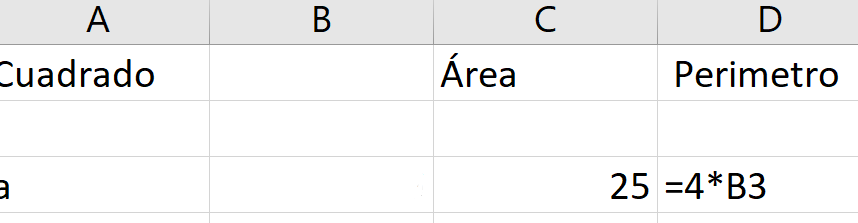 A B C D
Cuadrado Área Perimetro
a 25 =4*B3